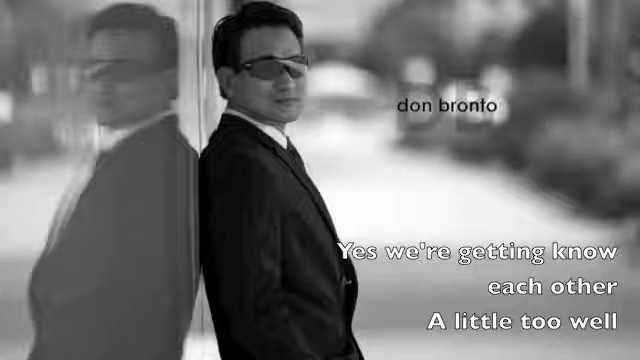 don bronto
Yes we're getting know
each other
A little too well